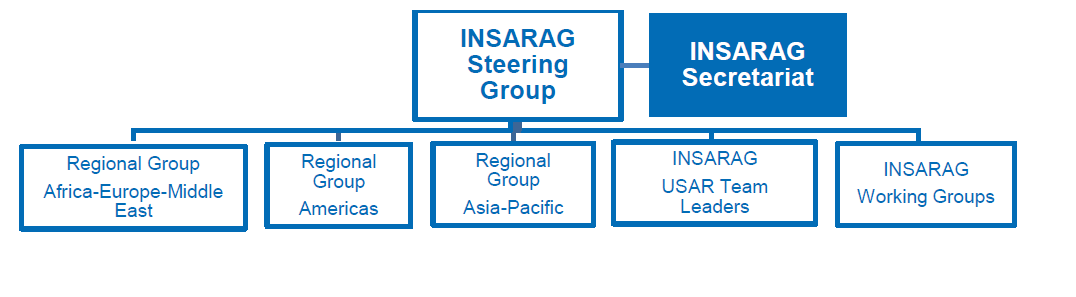 INSARAG
Steering
Group
INSARAG
Secretariat
Regional Group
Africa-Europe-Middle
East
Regional
Group
Americas
Regional
Group
Asia-Pacific
INSARAG
USAR Team
Leaders
INSARAG
Working Groups